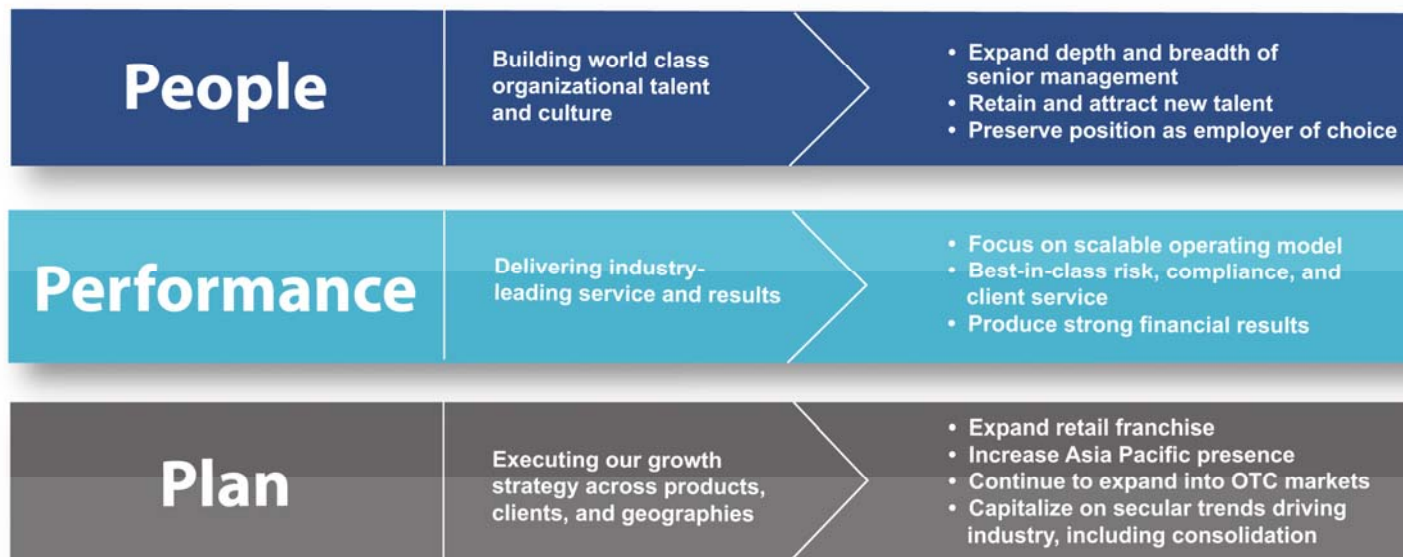 People
Building world class
organizational talent
and culture
• Expand depth and breadth of
senior management
• Retain and attract new talent
• Preserve position as employer of choice
Performance
Delivering industry-
leading service and results
• Focus on scalable operating model
• Best-in-class risk, compliance, and
client service
• Produce strong financial results
Plan
Executing our growth
strategy across products,
clients, and geographies
• Expand retail franchise
• Increase Asia Pacific presence
• Continue to expand into OTC markets
• Capitalize on secular trends driving
industry, including consolidation